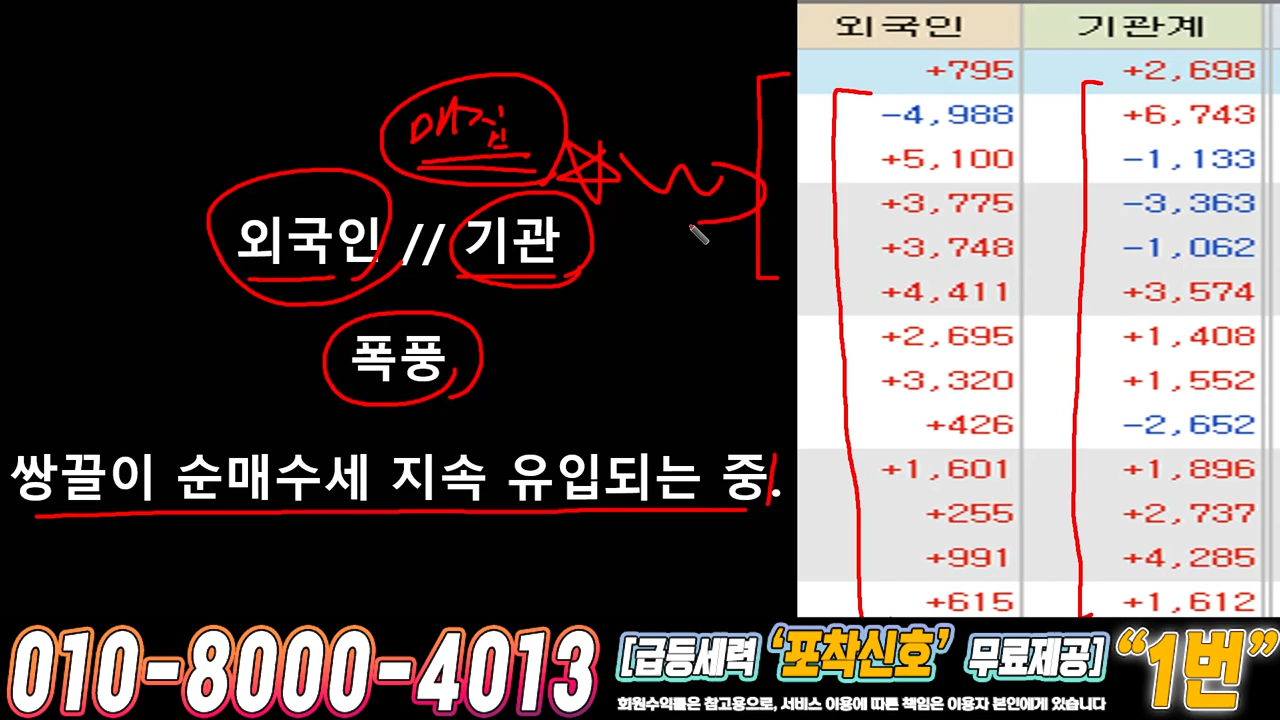 매집
외국인 // 기관
폭풍
쌍끌이 순매수세 지속 유입되는 중.
외국인 기관계
+795 +2,698
-4,988 +6,743
+5,100 -1,133
+3,775 -3,363
+3,748 -1,062
+4,411 +3,574
+2,695 +1,408
+3,320 +1,552
+426 -2,652
+1,601 +1,896
+255 +2,737
+991 +4,285
+615 +1,612
010-8000-4013
[급등세력 '포착신호' 무료제공] "1번"
회원수익률은 참고용으로, 서비스 이용에 따른 책임은 이용자 본인에게 있습니다